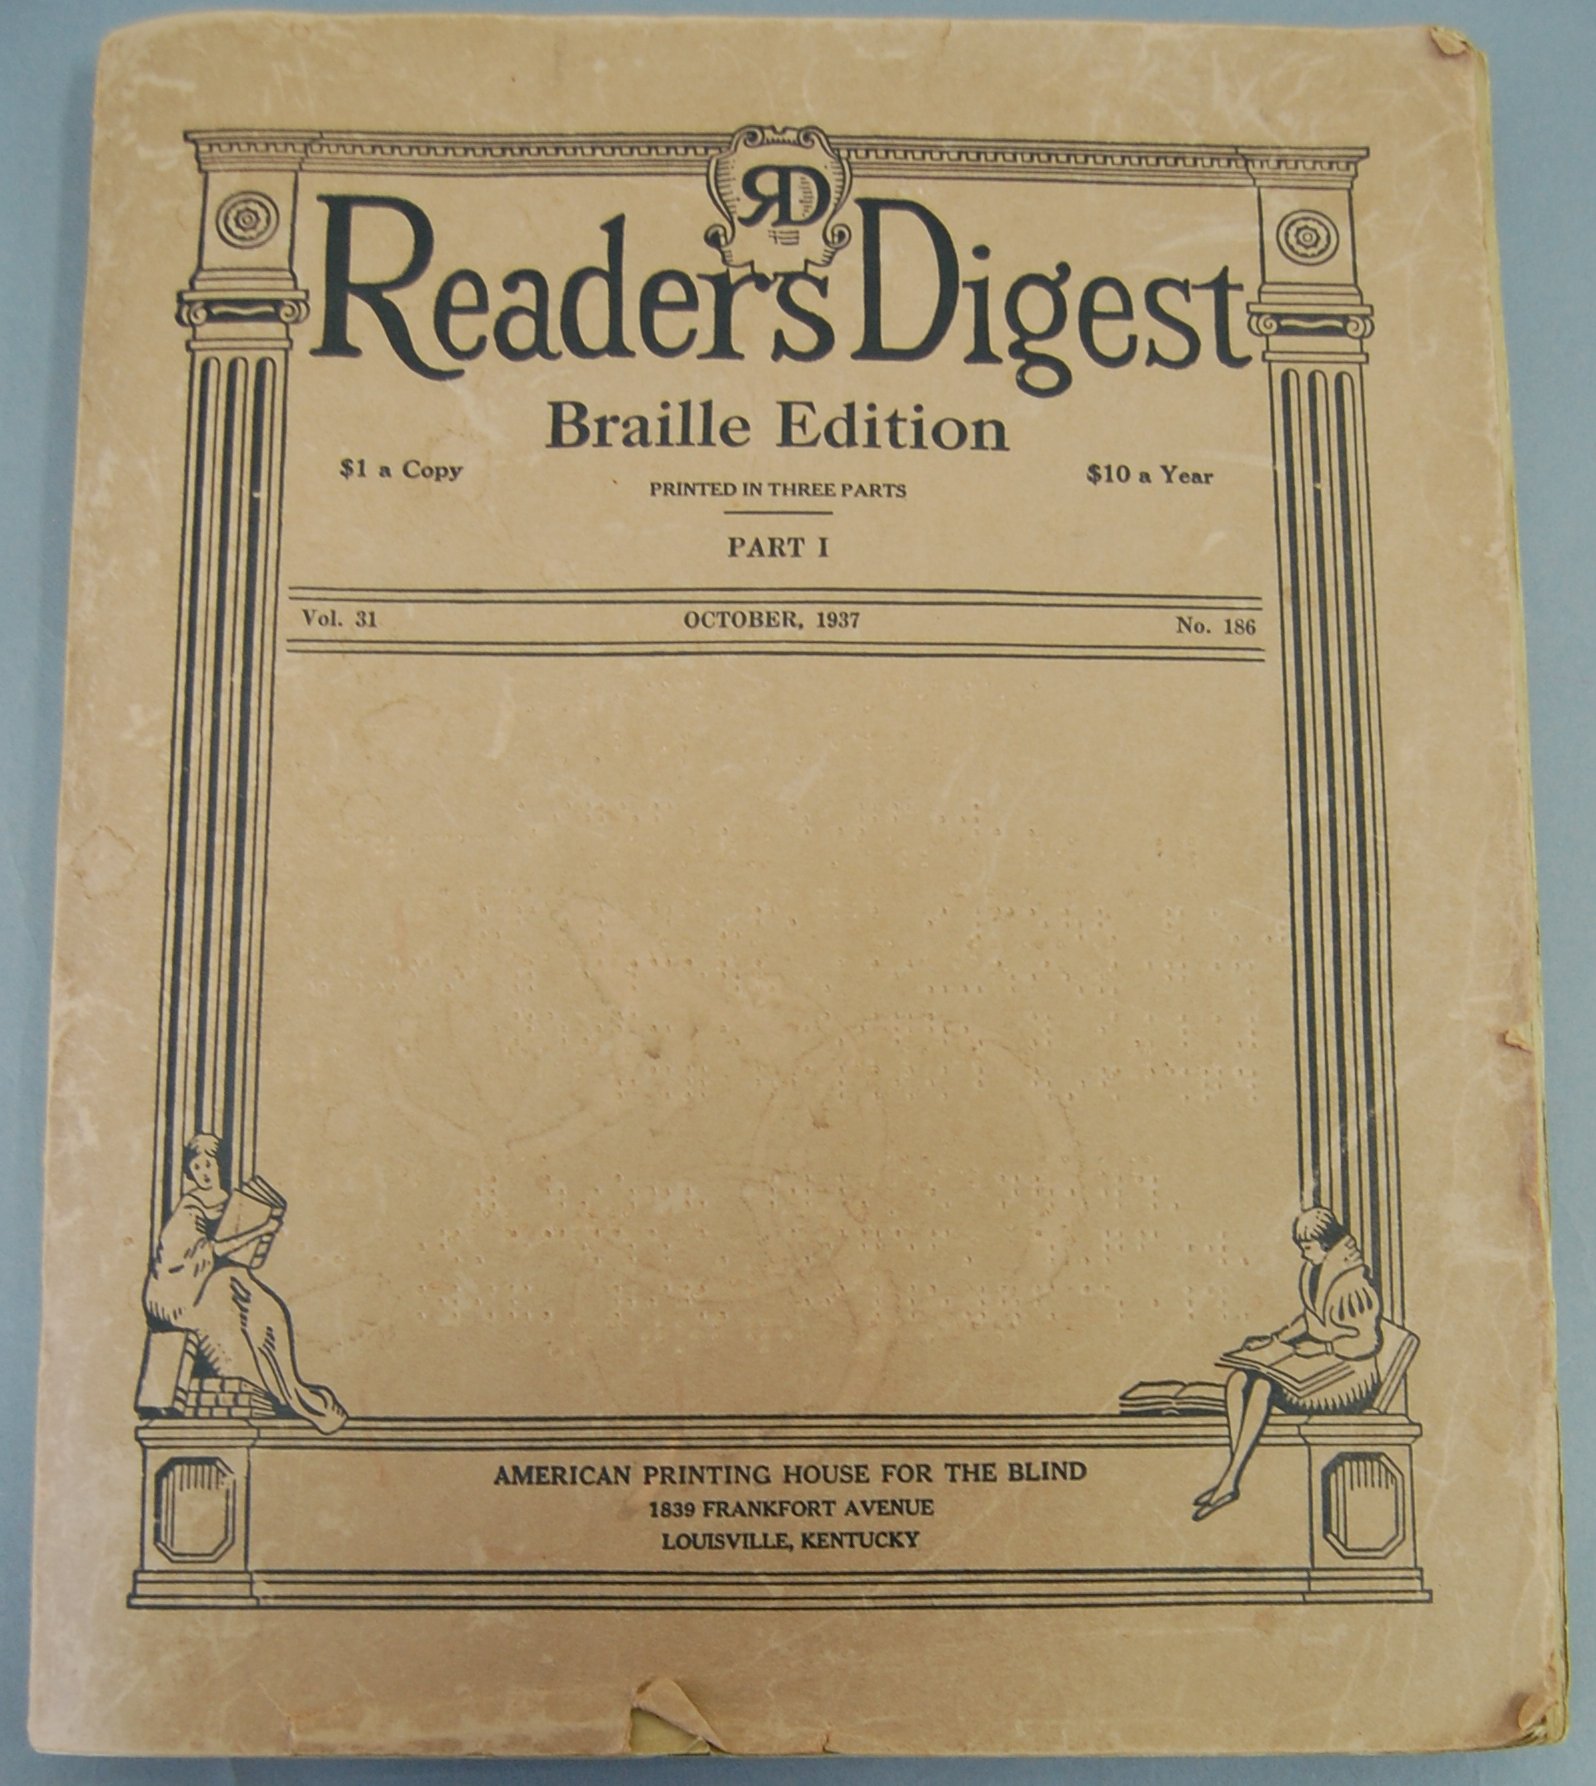 RD
Readers Digest
Braille Edition
$1 a Copy
$10 a Year
PRINTED IN THREE PARTS
PART I
Vol. 31 OCTOBER, 1937 No. 186
AMERICAN PRINTING HOUSE FOR THE BLIND
1839 FRANKFORT AVENUE
LOUISVILLE, KENTUCKY